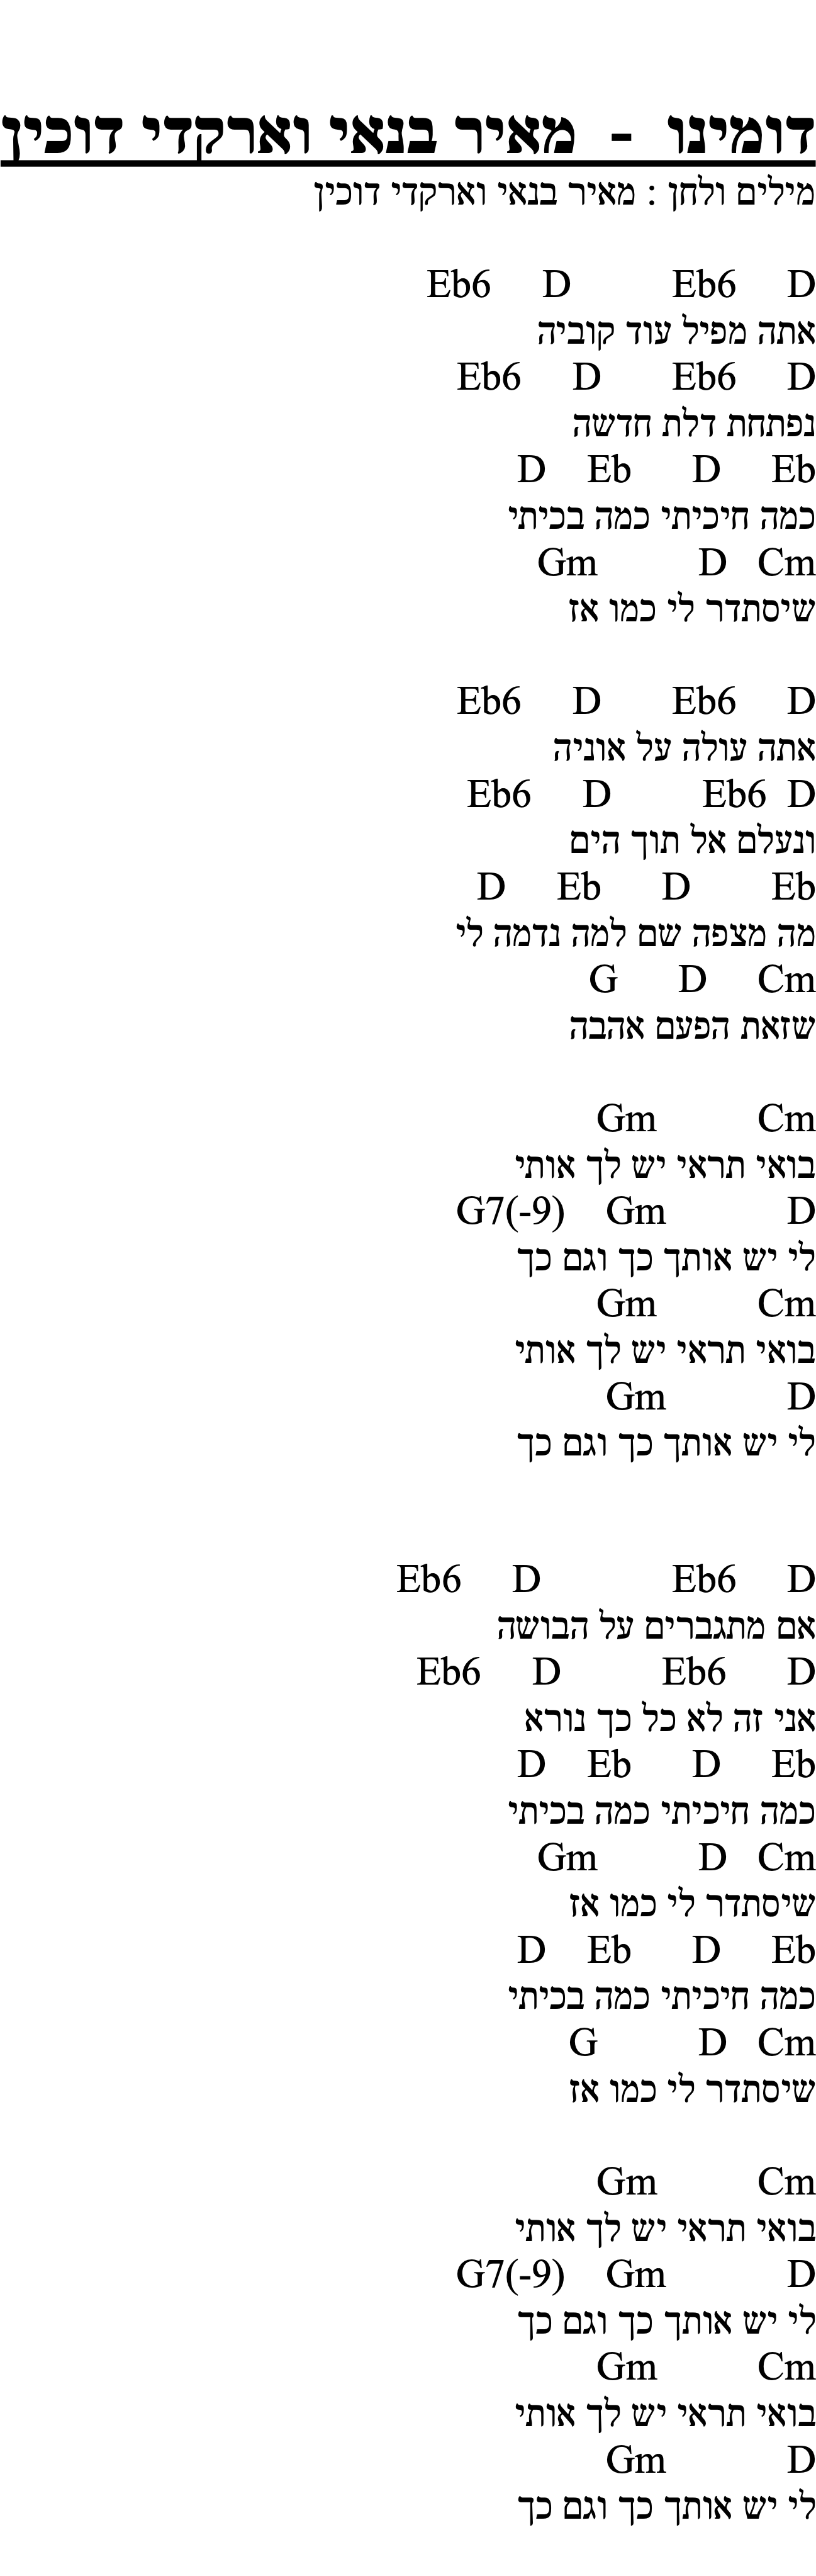 דומינו - מאיר בנאי וארקדי דוכין
מילים ולחן : מאיר בנאי וארקדי דוכין
D Eb6 D Eb6
אתה מפיל עוד קוביה
D Eb6 D Eb6
נפתחת דלת חדשה
Eb D Eb D
כמה חיכיתי כמה בכיתי
Cm D Gm
שיסתדר לי כמו אז
D Eb6 D Eb6
אתה עולה על אוניה
D Eb6 D Eb6
ונעלם אל תוך הים
Eb D Eb D
מה מצפה שם למה נדמה לי
Cm D G
שזאת הפעם אהבה
Cm Gm
בואי תראי יש לך אותי
D Gm G7(-9)
לי יש אותך כך וגם כך
Cm Gm
בואי תראי יש לך אותי
D Gm
לי יש אותך כך וגם כך
D Eb6 D Eb6
אם מתגברים על הבושה
D Eb6 D Eb6
אני זה לא כל כך נורא
Eb D Eb D
כמה חיכיתי כמה בכיתי
Cm D Gm
שיסתדר לי כמו אז
Eb D Eb D
כמה חיכיתי כמה בכיתי
Cm D G
שיסתדר לי כמו אז
Cm Gm
בואי תראי יש לך אותי
D Gm G7(-9)
לי יש אותך כך וגם כך
Cm Gm
בואי תראי יש לך אותי
D Gm
לי יש אותך כך וגם כך